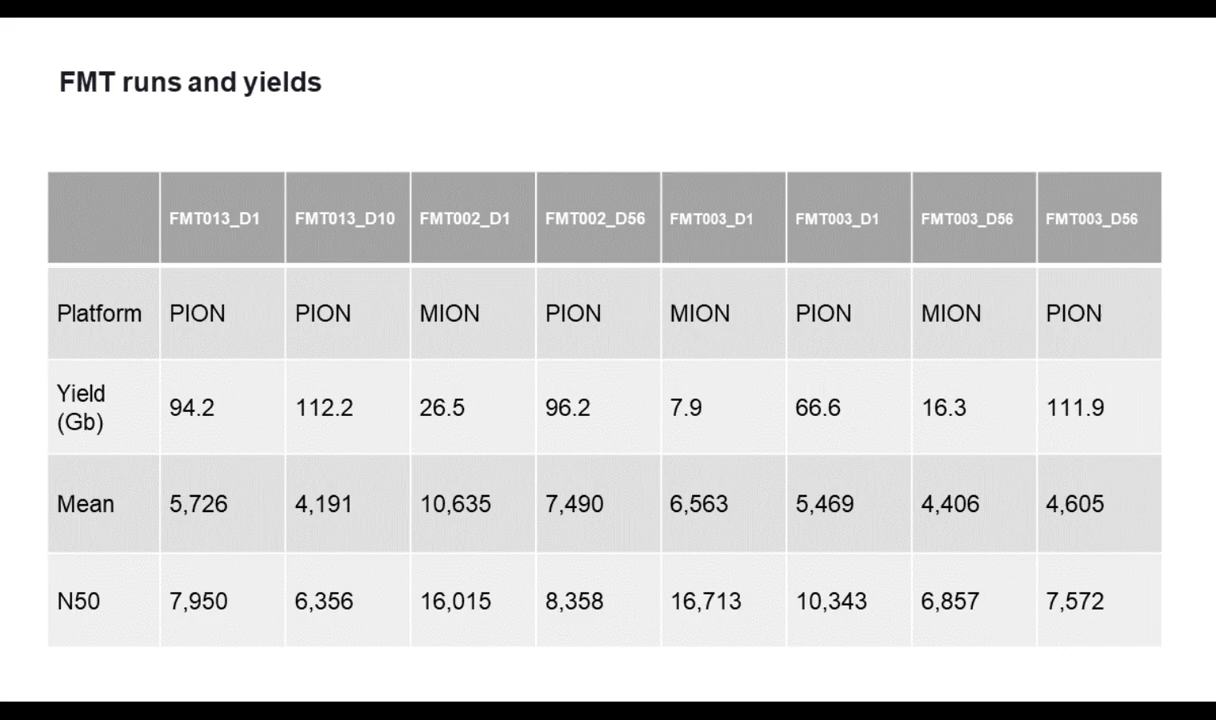 FMT runs and yields
FMT013_D1 FMT013_D10 FMT002_D1 FMT002_D56 FMT003_D1 FMT003_D1 FMT003_D56 FMT003_D56
Platform PION PION MION PION MION PION MION PION
Yield
(Gb) 94.2 112.2 26.5 96.2 7.9 66.6 16.3 111.9
Mean 5,726 4,191 10,635 7,490 6,563 5,469 4,406 4,605
N50 7,950 6,356 16,015 8,358 16,713 10,343 6,857 7,572